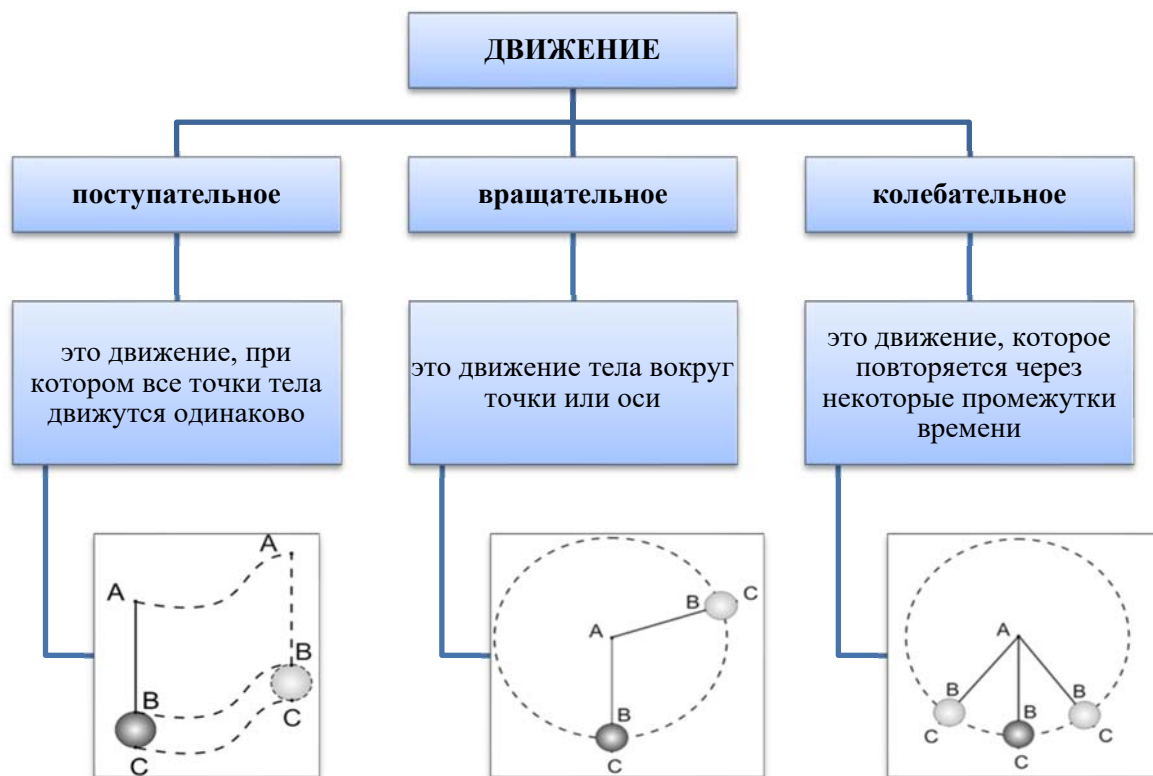 ДВИЖЕНИЕ
поступательное
вращательное
колебательное
это движение, при
котором все точки тела
движутся одинаково
это движение тела вокруг
точки или оси
это движение, которое
повторяется через
некоторые промежутки
времени
A
A
B
B
C
C
A
B
C
B
C
A
B
B
B
C
C
C